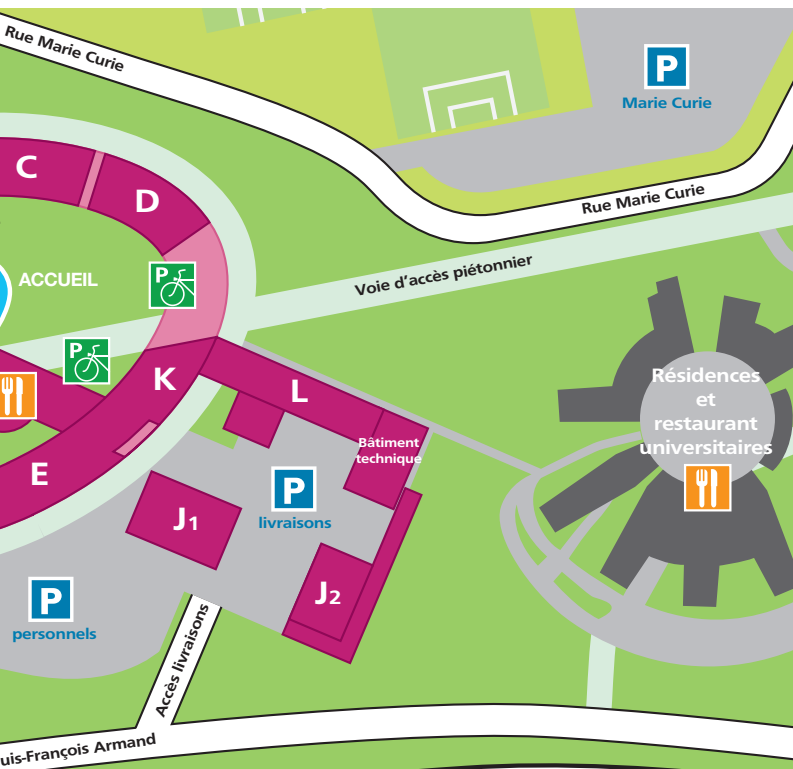 Rue Marie Curie
P
Marie Curie
C
D
Rue Marie Curie
ACCUEIL
P
Voie d'accès piétonnier
P
K
L
Résidences
et
restaurant
universitaires
Bâtiment
technique
E
P
livraisons
J1
J2
P
personnels
Accès livraisons
uis-François Armand